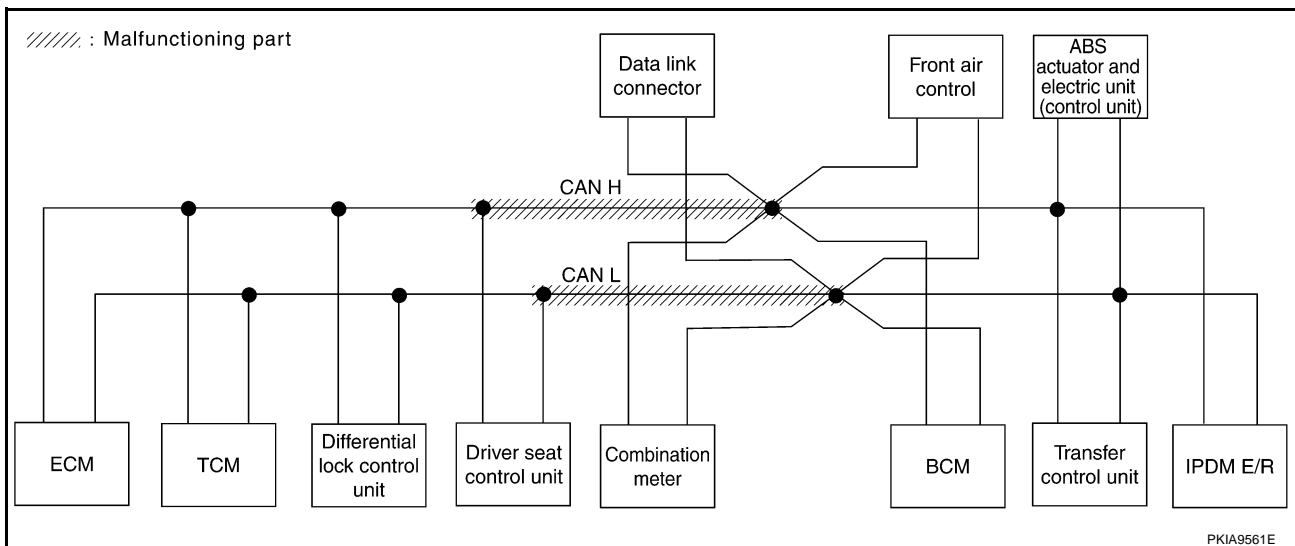 : Malfunctioning part
Data link
connector
Front air
control
ABS
actuator and
electric unit
(control unit)
CAN H
CAN L
ECM
TCM
Differential
lock control
unit
Driver seat
control unit
Combination
meter
BCM
Transfer
control unit
IPDM E/R
PKIA9561E